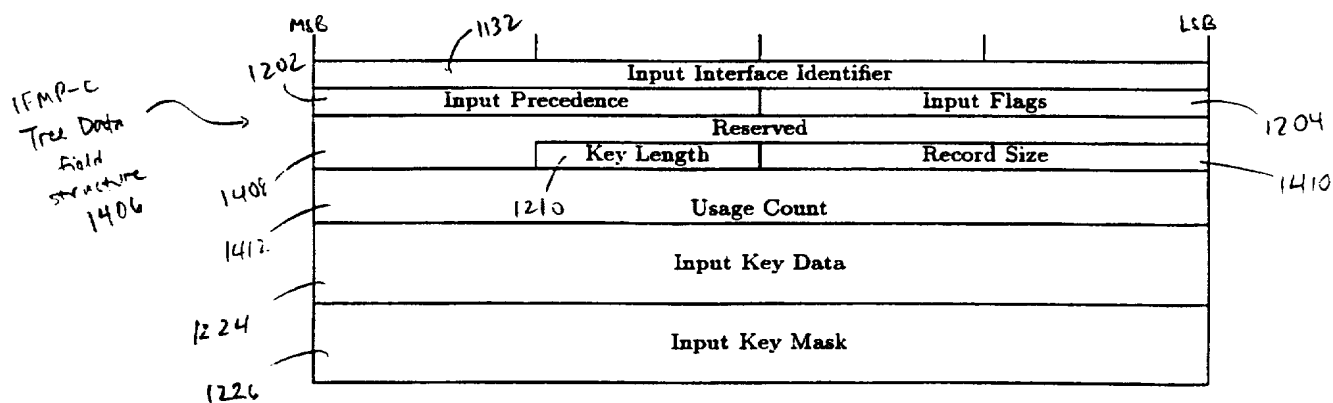 MSB LSB
1132
Input Interface Identifier
1202
Input Precedence Input Flags
1204
IFMP-C
Tree Data
field
structure
1406
Reserved
Key Length Record Size
1408
1210
1410
Usage Count
1412
Input Key Data
1224
Input Key Mask
1226